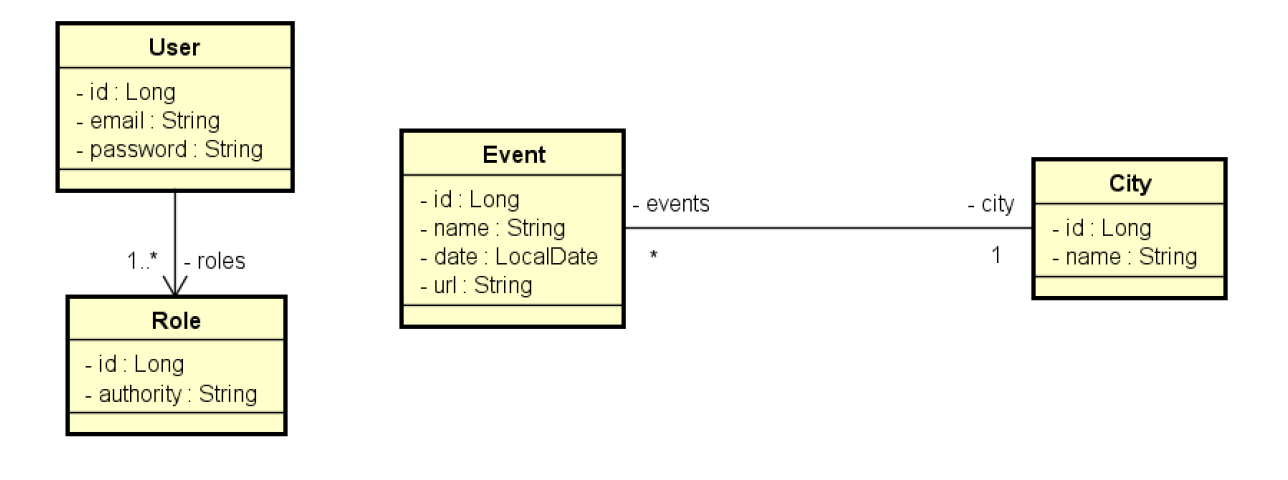 User
- id : Long
- email : String
- password : String
1..*
- roles
Role
- id : Long
- authority : String
Event
- id : Long
- name : String
- date : LocalDate
- url : String
- events
*
- city
1
City
- id : Long
- name : String